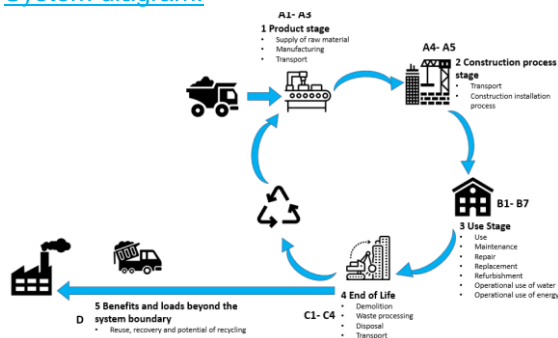 System diagram:
A1- A3
1 Product stage
• Supply of raw material
• Manufacturing
• Transport
A4- A5
2 Construction process
stage
• Transport
• Construction installation
process
B1- B7
3 Use Stage
• Use
• Maintenance
• Repair
• Replacement
• Refurbishment
• Operational use of water
• Operational use of energy
4 End of Life
C1- C4
• Demolition
• Waste processing
• Disposal
• Transport
5 Benefits and loads beyond the
D system boundary
• Reuse, recovery and potential of recycling